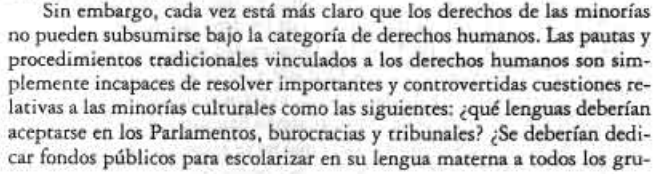 Sin embargo, cada vez está más claro que los derechos de las minorías
no pueden subsumirse bajo la categoría de derechos humanos. Las pautas y
procedimientos tradicionales vinculados a los derechos humanos son sim-
plemente incapaces de resolver importantes y controvertidas cuestiones re-
lativas a las minorías culturales como las siguientes: ¿qué lenguas deberían
aceptarse en los Parlamentos, burocracias y tribunales? ¿Se deberían dedi-
car fondos públicos para escolarizar en su lengua materna a todos los gru-